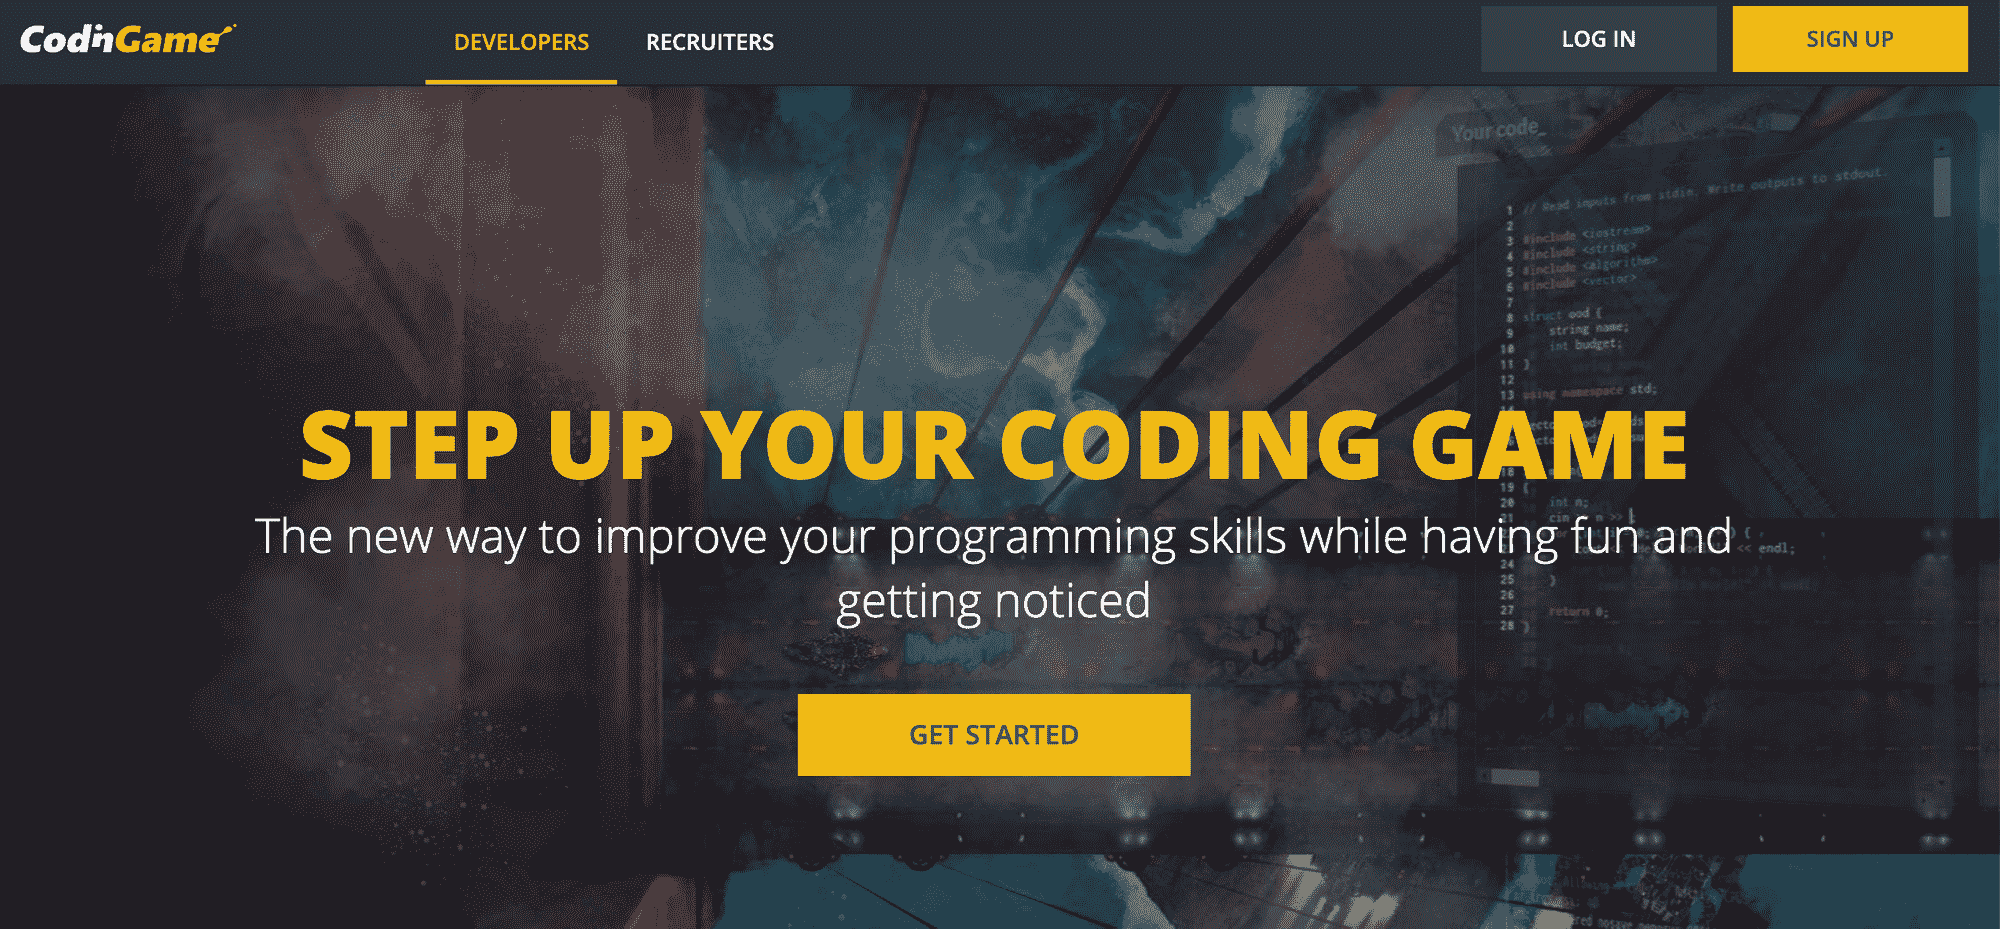 CodinGame
DEVELOPERS
RECRUITERS
LOG IN
SIGN UP
Your code_
1 // Read inputs from stdin. Write outputs to stdout.
2
3 #include <iostream>
4 #include <string>
5 #include <algorithm>
6 #include <vector>
7
8 struct ood {
9 string name;
10 int budget;
11 }
12
13 using namespace std;
STEP UP YOUR CODING GAME
18
19 {
20 int n;
21 cin >> n >>
The new way to improve your programming skills while having fun and
<< endl;
24
25 }
26
27 return 0;
28 }
getting noticed
GET STARTED